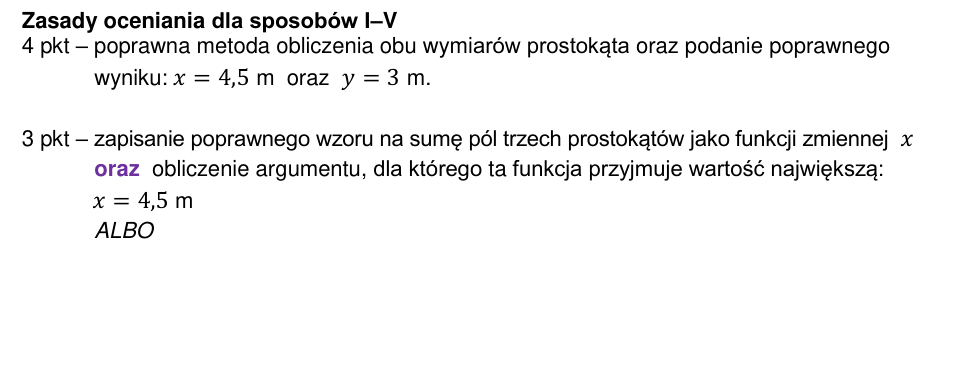 Zasady oceniania dla sposobów I–V
4 pkt – poprawna metoda obliczenia obu wymiarów prostokąta oraz podanie poprawnego
wyniku: x = 4,5 m oraz y = 3 m.
3 pkt – zapisanie poprawnego wzoru na sumę pól trzech prostokątów jako funkcji zmiennej x
oraz obliczenie argumentu, dla którego ta funkcja przyjmuje wartość największą:
x = 4,5 m
ALBO